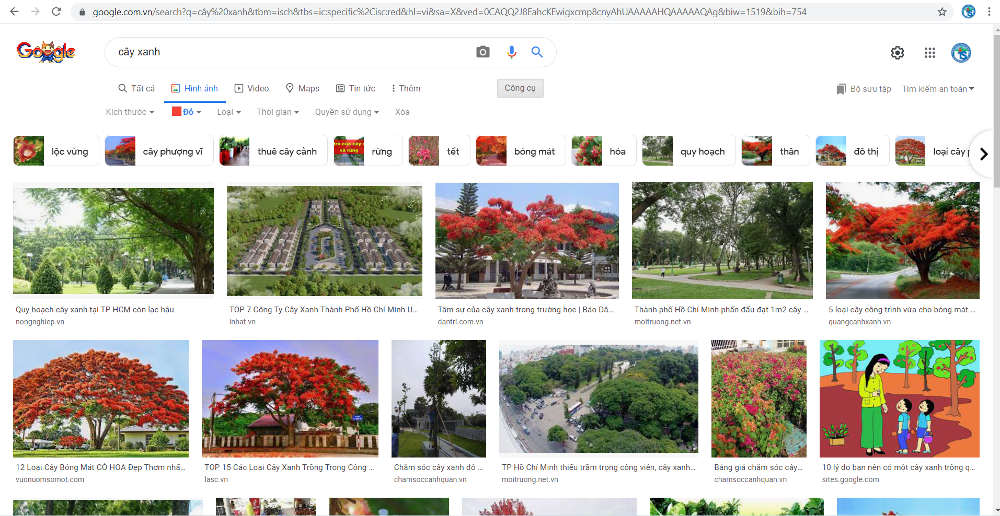 google.com.vn/search?q=cây%20xanh&tbm=isch&tbs=ic:specific%2Cisc:red&hl=vi&sa=X&ved=0CAQQ2J8EahcKEwigxcmp8cnyAhUAAAAAHQAAAAAQAg&biw=1519&bih=754
Google
cây xanh
Tất cả Hình ảnh Video Maps Tin tức Thêm Công cụ Bộ sưu tập Tìm kiếm an toàn
Kích thước Đỏ Loại Thời gian Quyền sử dụng Xóa
trò của cây
và rừng
lộc vừng cây phượng vĩ thuê cây cảnh rừng tết bóng mát hóa quy hoạch thân đô thị loại cây
Quy hoạch cây xanh tại TP HCM còn lạc hậu
nongnghiep.vn
TOP 7 Công Ty Cây Xanh Thành Phố Hồ Chí Minh U...
inhat.vn
Tâm sự của cây xanh trong trường học | Báo Dâ...
dantri.com.vn
Thành phố Hồ Chí Minh phấn đấu đạt 1m2 cây ...
moitruong.net.vn
5 loại cây công trình vừa cho bóng mát ...
quangcanhxanh.vn
12 Loại Cây Bóng Mát CÓ HOA Đẹp Thơm nhấ...
vuonuomsomot.com
TOP 15 Các Loại Cây Xanh Trồng Trong Công ...
lasc.vn
Chăm sóc cây xanh đô ...
chamsoccanhquan.vn
TP Hồ Chí Minh thiếu trầm trọng công viên, cây xanh...
moitruong.net.vn
Bảng giá chăm sóc cây...
chamsoccanhquan.vn
10 lý do bạn nên có một cây xanh trông q...
sites.google.com